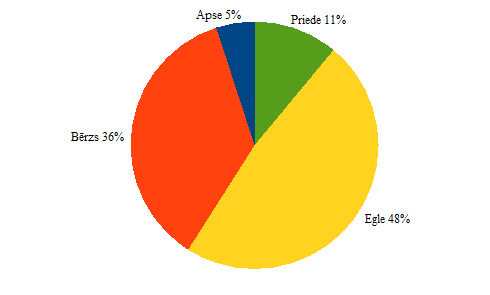 Apse 5%
Priede 11%
Bērzs 36%
Egle 48%